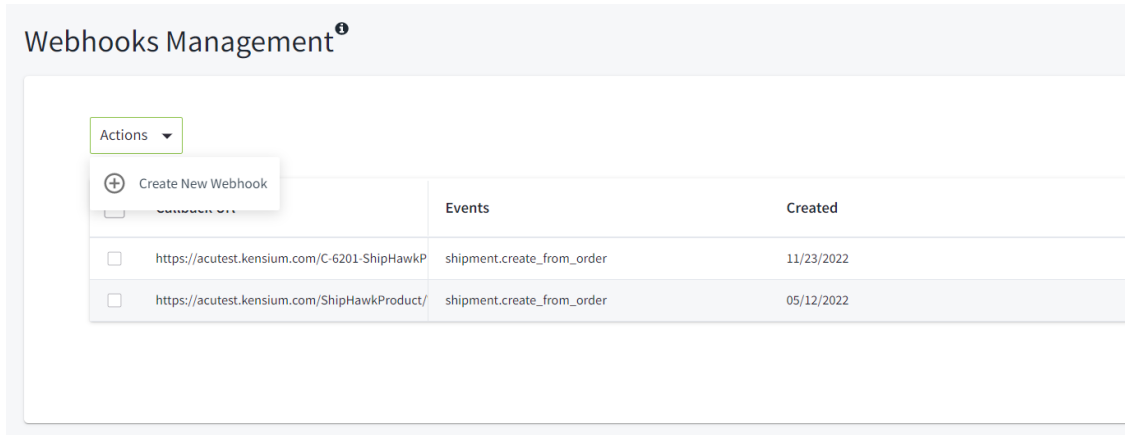 Webhooks Management
Actions
Create New Webhook
Events Created
https://acutest.kensium.com/C-6201-ShipHawkP shipment.create_from_order 11/23/2022
https://acutest.kensium.com/ShipHawkProduct/ shipment.create_from_order 05/12/2022